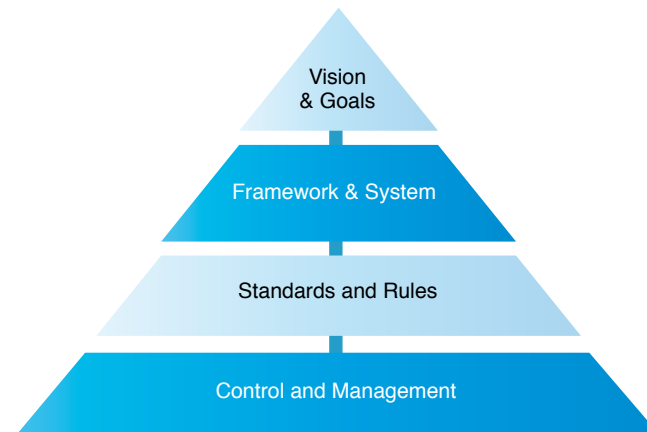 Vision
& Goals
Framework & System
Standards and Rules
Control and Management